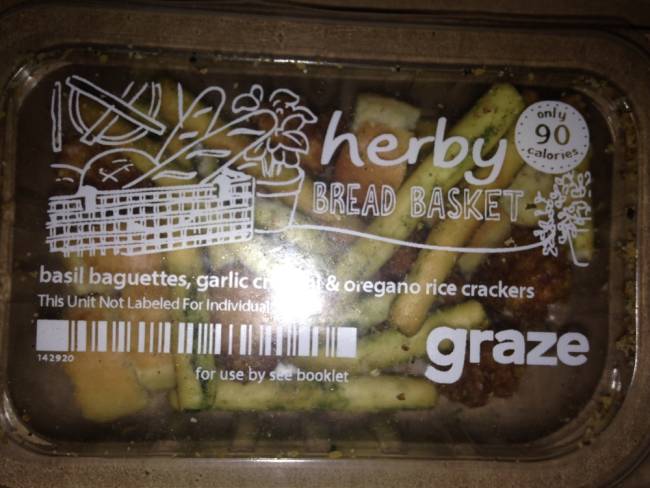 only
90
calories
herby
BREAD BASKET
basil baguettes, garlic & oregano rice crackers
This Unit Not Labeled For Individual
142920
graze
for use by see booklet